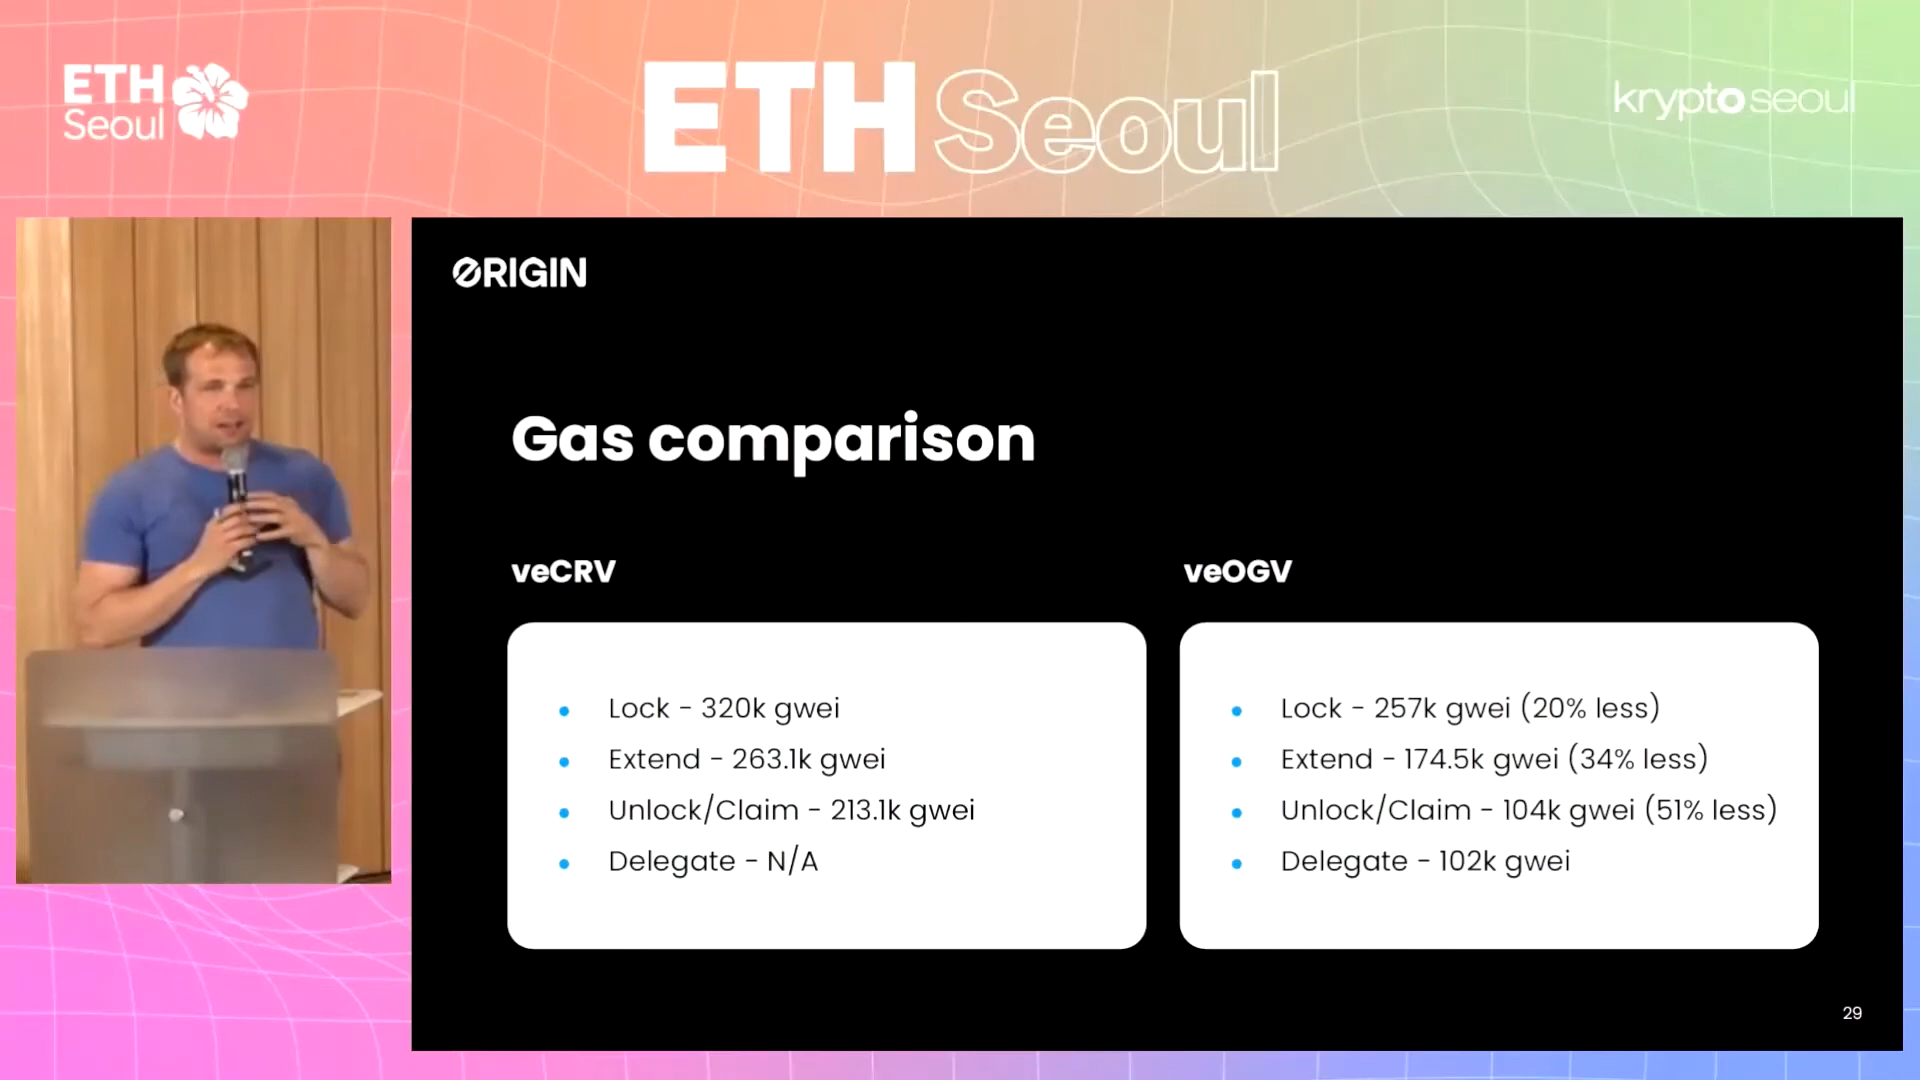 ETH
Seoul
ETH Seoul
kryptoseoul
ORIGIN
Gas comparison
veCRV
Lock - 320k gwei
Extend - 263.1k gwei
Unlock/Claim - 213.1k gwei
Delegate - N/A
veOGV
Lock - 257k gwei (20% less)
Extend - 174.5k gwei (34% less)
Unlock/Claim - 104k gwei (51% less)
Delegate - 102k gwei
29